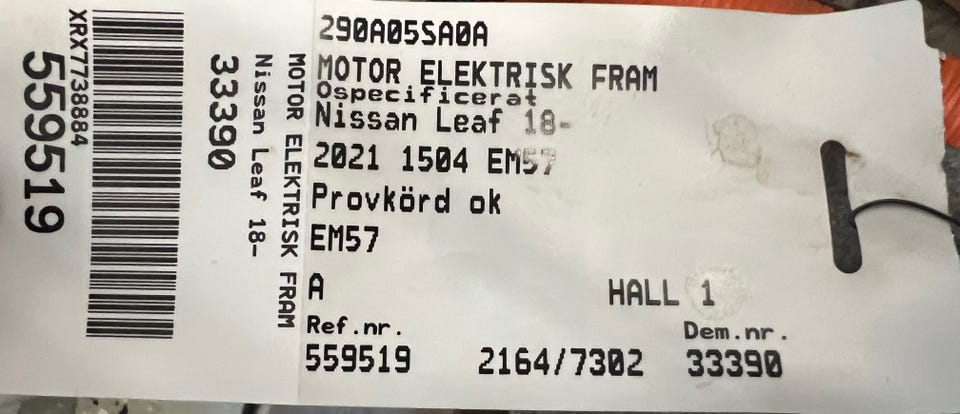 290A05SA0A
MOTOR ELEKTRISK FRAM
Ospecificerat
Nissan Leaf 18-
2021 1504 EM57
Provkörd ok
EM57
A HALL 1
Ref.nr. Dem.nr.
559519 2164/7302 33390
MOTOR ELEKTRISK FRAM
Nissan Leaf 18-
33390
XRX7738884
559519